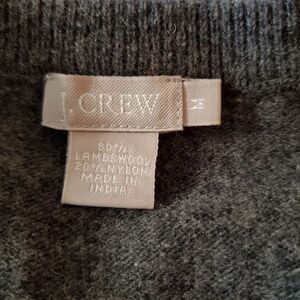 J.CREW
M
80%
LAMBSWOOL
20% NYLON
MADE IN
INDIA